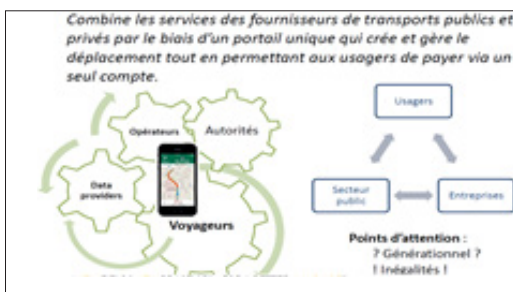 Combine les services des fournisseurs de transports publics et
privés par le biais d'un portail unique qui crée et gère le
déplacement tout en permettant aux usagers de payer via un
seul compte.
Opérateurs
Autorités
Data
providers
Voyageurs
Usagers
Secteur
public
Entreprises
Points d'attention :
? Générationnel ?
! Inégalités !